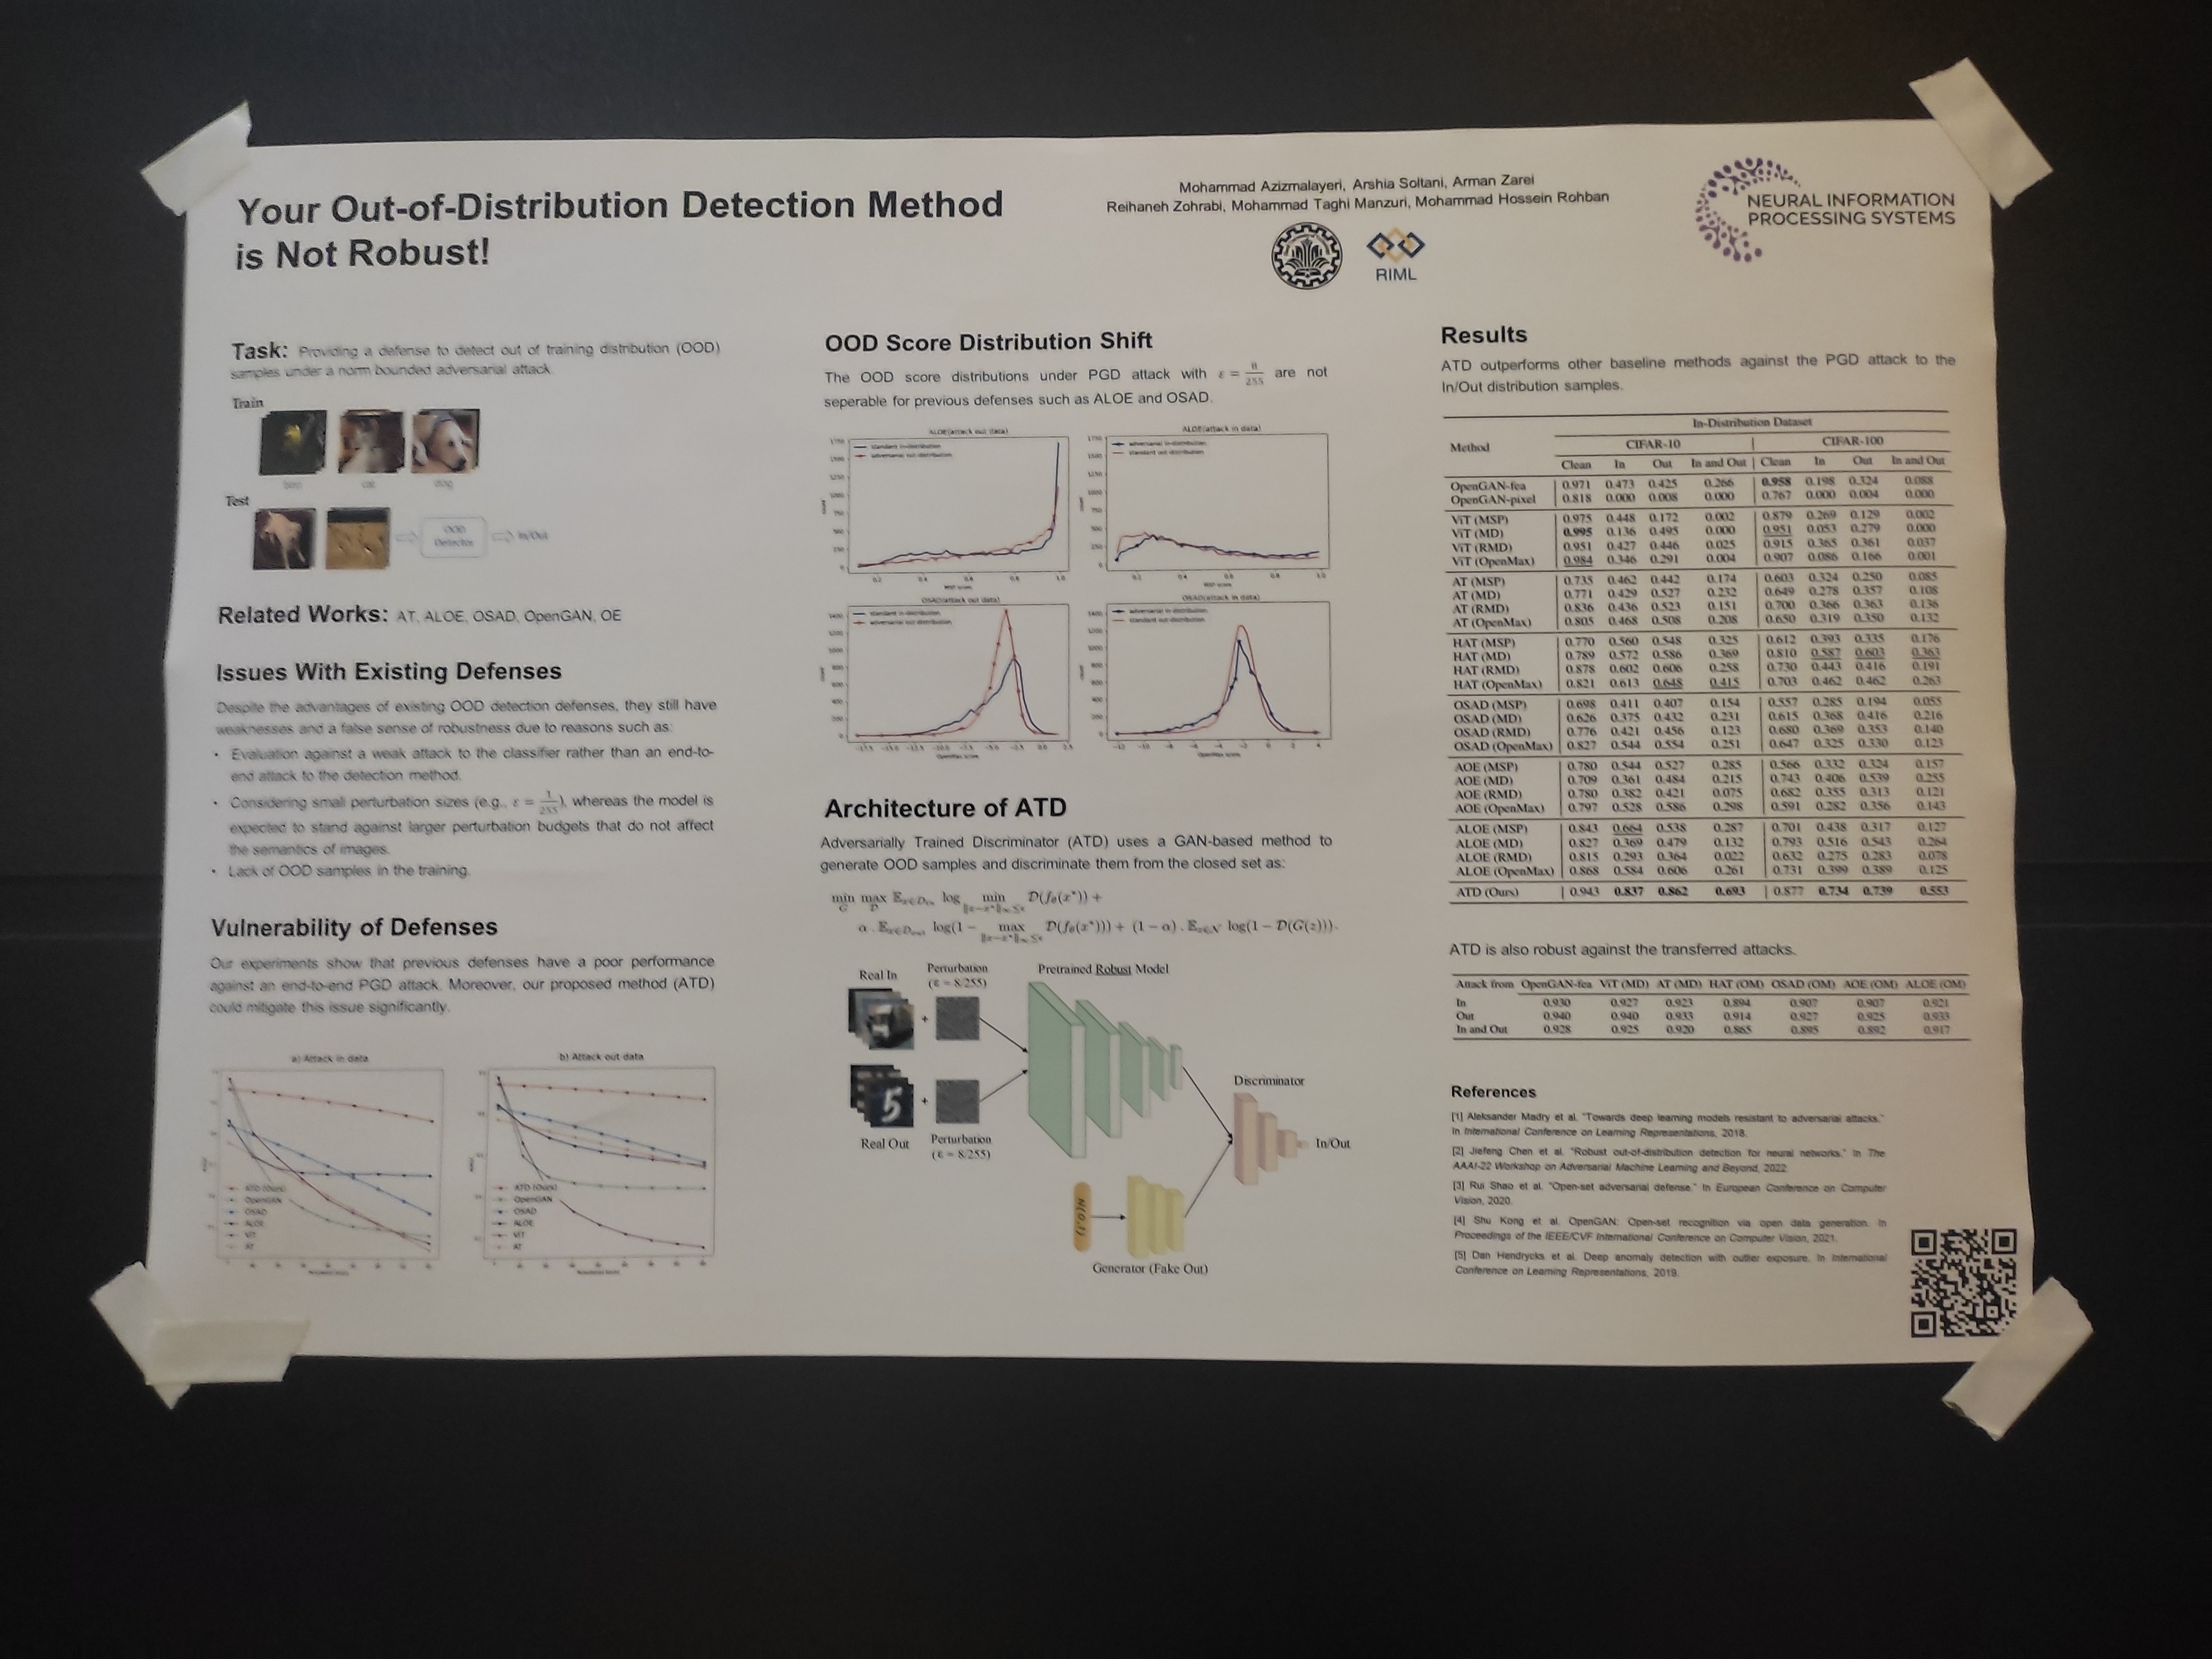 Your Out-of-Distribution Detection Method
is Not Robust!
Mohammad Azizmalayeri, Arshia Soltani, Arman Zarei
Reihaneh Zohrabi, Mohammad Taghi Manzuri, Mohammad Hossein Rohban
RIML
NEURAL INFORMATION
PROCESSING SYSTEMS
Task: Providing a defense to detect out of training distribution (OOD)
samples under a norm bounded adversarial attack.
Train
cat
dog
Test
OOD
Detector
In/Out
Related Works: AT, ALOE, OSAD, OpenGAN, OE
Issues With Existing Defenses
Despite the advantages of existing OOD detection defenses, they still have
weaknesses and a false sense of robustness due to reasons such as:
• Evaluation against a weak attack to the classifier rather than an end-to-
end attack to the detection method.
• Considering small perturbation sizes (e.g., ε = 1/255), whereas the model is
expected to stand against larger perturbation budgets that do not affect
the semantics of images.
• Lack of OOD samples in the training.
Vulnerability of Defenses
Our experiments show that previous defenses have a poor performance
against an end-to-end PGD attack. Moreover, our proposed method (ATD)
could mitigate this issue significantly.
a) Attack in data
ATD (Ours)
OpenGAN
OSAD
ALOE
ViT
AT
b) Attack out data
ATD (Ours)
OpenGAN
OSAD
ALOE
ViT
AT
OOD Score Distribution Shift
The OOD score distributions under PGD attack with ε = 8/255 are not
seperable for previous defenses such as ALOE and OSAD.
ALOE(attack out data)
standard in-distribution
adversarial out-distribution
ALOE(attack in data)
adversarial in-distribution
standard out-distribution
OSAD(attack out data)
standard in-distribution
adversarial out-distribution
OSAD(attack in data)
adversarial in-distribution
standard out-distribution
Architecture of ATD
Adversarially Trained Discriminator (ATD) uses a GAN-based method to
generate OOD samples and discriminate them from the closed set as:
min_G max_D E_{x∈D_in} log min_{||x−x*||_∞≤ε} D(f_θ(x*)) +
α . E_{x∈D_out} log(1 − max_{||x−x*||_∞≤ε} D(f_θ(x*))) + (1 − α) . E_{z∈N} log(1 − D(G(z))).
Real In
Perturbation
(ε = 8/255)
Pretrained Robust Model
Real Out
Perturbation
(ε = 8/255)
Discriminator
In/Out
N(0,I)
Generator (Fake Out)
Results
ATD outperforms other baseline methods against the PGD attack to the
In/Out distribution samples.
In-Distribution Dataset
Method CIFAR-10 CIFAR-100
Clean In Out In and Out Clean In Out In and Out
OpenGAN-fea 0.971 0.473 0.425 0.266 0.958 0.198 0.324 0.088
OpenGAN-pixel 0.818 0.000 0.008 0.000 0.767 0.000 0.004 0.000
ViT (MSP) 0.975 0.448 0.172 0.002 0.879 0.269 0.129 0.002
ViT (MD) 0.995 0.136 0.495 0.000 0.951 0.053 0.279 0.000
ViT (RMD) 0.951 0.427 0.446 0.025 0.915 0.365 0.361 0.037
ViT (OpenMax) 0.984 0.346 0.291 0.004 0.907 0.086 0.166 0.001
AT (MSP) 0.735 0.462 0.442 0.174 0.603 0.324 0.250 0.085
AT (MD) 0.771 0.429 0.527 0.232 0.649 0.278 0.357 0.108
AT (RMD) 0.836 0.436 0.523 0.151 0.700 0.366 0.363 0.136
AT (OpenMax) 0.805 0.468 0.508 0.208 0.650 0.319 0.350 0.132
HAT (MSP) 0.770 0.560 0.548 0.325 0.612 0.393 0.335 0.176
HAT (MD) 0.789 0.572 0.586 0.369 0.810 0.587 0.603 0.363
HAT (RMD) 0.878 0.602 0.606 0.258 0.730 0.443 0.416 0.191
HAT (OpenMax) 0.821 0.613 0.648 0.415 0.703 0.462 0.462 0.263
OSAD (MSP) 0.698 0.411 0.407 0.154 0.557 0.285 0.194 0.055
OSAD (MD) 0.626 0.375 0.432 0.231 0.615 0.368 0.416 0.216
OSAD (RMD) 0.776 0.421 0.456 0.123 0.680 0.369 0.353 0.140
OSAD (OpenMax) 0.827 0.544 0.554 0.251 0.647 0.325 0.330 0.123
AOE (MSP) 0.780 0.544 0.527 0.285 0.566 0.332 0.324 0.157
AOE (MD) 0.709 0.361 0.484 0.215 0.743 0.406 0.539 0.255
AOE (RMD) 0.780 0.382 0.421 0.075 0.682 0.355 0.313 0.121
AOE (OpenMax) 0.797 0.528 0.586 0.298 0.591 0.282 0.356 0.143
ALOE (MSP) 0.843 0.664 0.538 0.287 0.701 0.438 0.317 0.127
ALOE (MD) 0.827 0.369 0.479 0.132 0.793 0.516 0.543 0.264
ALOE (RMD) 0.815 0.293 0.364 0.022 0.632 0.275 0.283 0.078
ALOE (OpenMax) 0.868 0.584 0.606 0.261 0.731 0.399 0.389 0.125
ATD (Ours) 0.943 0.837 0.862 0.693 0.877 0.734 0.739 0.553
ATD is also robust against the transferred attacks.
Attack from OpenGAN-fea ViT (MD) AT (MD) HAT (OM) OSAD (OM) AOE (OM) ALOE (OM)
In 0.930 0.927 0.923 0.894 0.907 0.907 0.921
Out 0.940 0.940 0.933 0.914 0.927 0.925 0.933
In and Out 0.928 0.925 0.920 0.865 0.895 0.892 0.917
References
[1] Aleksander Madry et al. "Towards deep learning models resistant to adversarial attacks."
In International Conference on Learning Representations, 2018.
[2] Jiefeng Chen et al. "Robust out-of-distribution detection for neural networks." In The
AAAI-22 Workshop on Adversarial Machine Learning and Beyond, 2022.
[3] Rui Shao et al. "Open-set adversarial defense." In European Conference on Computer
Vision, 2020.
[4] Shu Kong et al. OpenGAN: Open-set recognition via open data generation. In
Proceedings of the IEEE/CVF International Conference on Computer Vision, 2021.
[5] Dan Hendrycks et al. Deep anomaly detection with outlier exposure. In International
Conference on Learning Representations, 2019.